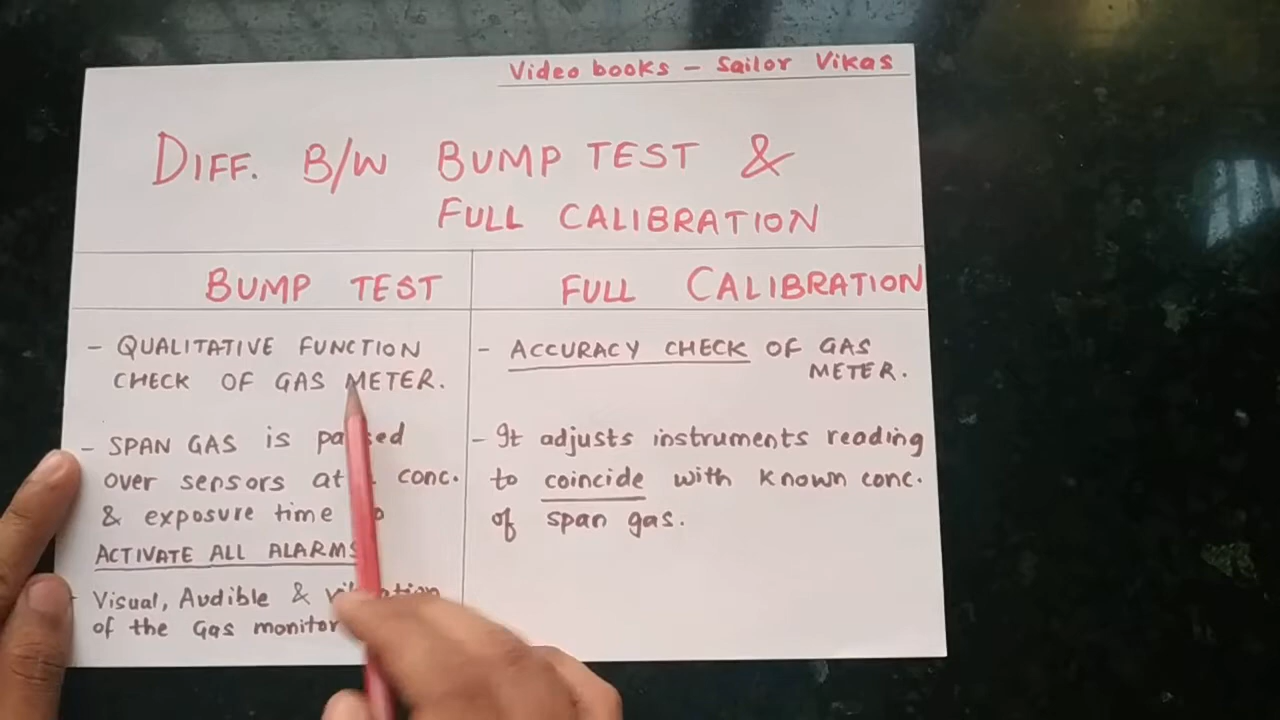 Video books - Sailor Vikas
DIFF. B/W BUMP TEST &
FULL CALIBRATION
BUMP TEST
- QUALITATIVE FUNCTION
CHECK OF GAS METER.
- SPAN GAS is passed
over sensors at conc.
& exposure time
ACTIVATE ALL ALARMS
Visual, Audible & vibration
of the Gas monitor
FULL CALIBRATION
- ACCURACY CHECK OF GAS
METER.
- It adjusts instruments reading
to coincide with known conc.
of span gas.